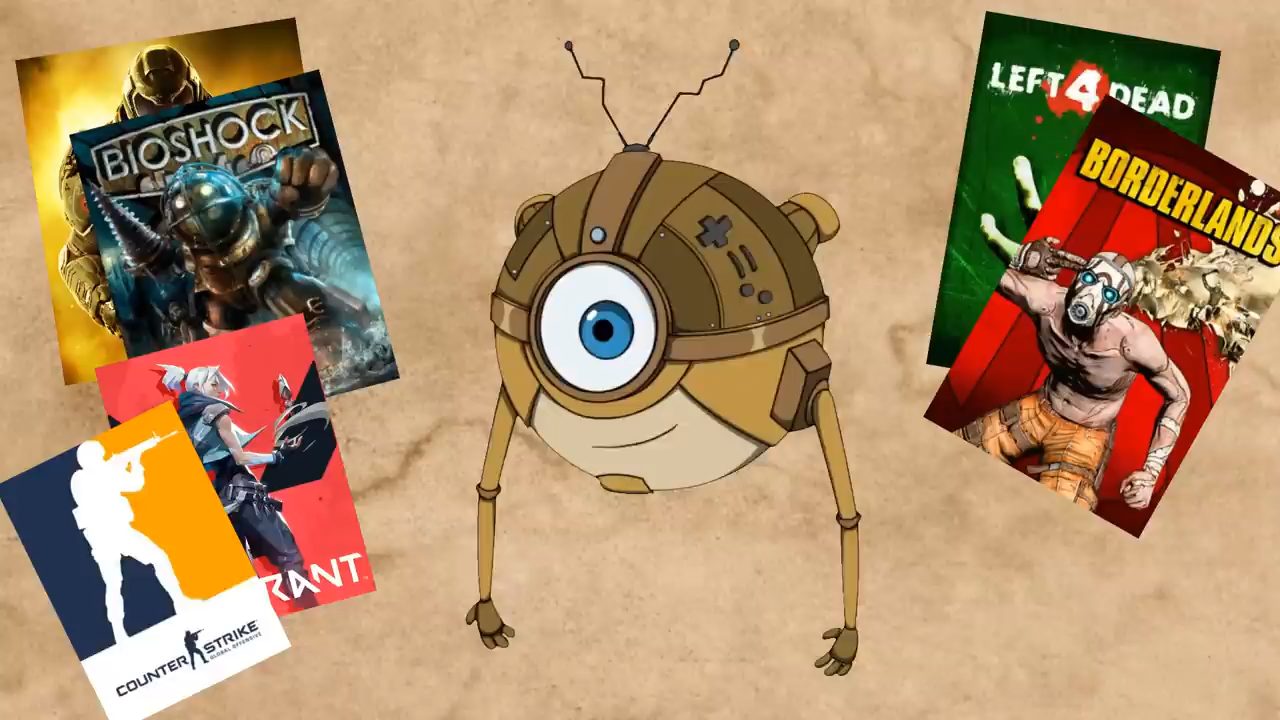 BIOSHOCK
RANT
COUNTER STRIKE
GLOBAL OFFENSIVE
LEFT 4 DEAD
BORDERLANDS